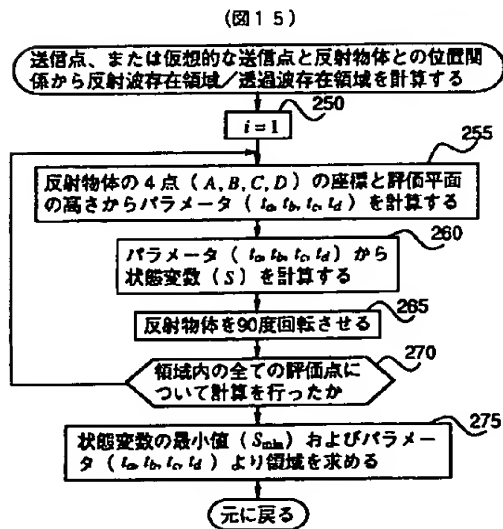 (図15)
送信点、または仮想的な送信点と反射物体との位置関
係から反射波存在領域／透過波存在領域を計算する
250
i = 1
255
反射物体の4点(A, B, C, D)の座標と評価平面
の高さからパラメータ(ta, tb, tc, td)を計算する
260
パラメータ(ta, tb, tc, td)から
状態変数(S)を計算する
265
反射物体を90度回転させる
270
領域内の全ての評価点に
ついて計算を行ったか
275
状態変数の最小値(Smin)およびパラメー
タ(ta, tb, tc, td)より領域を求める
元に戻る